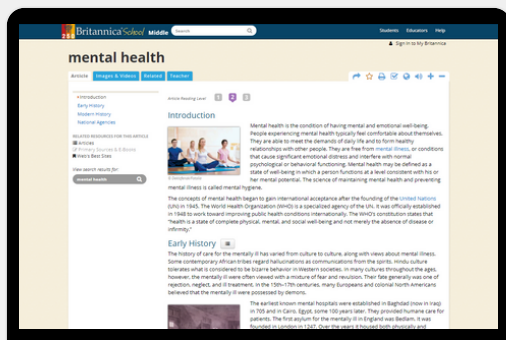 Britannica School Middle Search Students Educators Help
Sign in to My Britannica
mental health
Article Images & Videos Related Teacher
Article Reading Level 1 2 3
Introduction
Early History
Modern History
National Agencies
RELATED RESOURCES FOR THIS ARTICLE
Articles
Primary Sources & E-Books
Web's Best Sites
View search results for:
mental health
Introduction
Mental health is the condition of having mental and emotional well-being.
People experiencing mental health typically feel comfortable about themselves.
They are able to meet the demands of daily life and to form healthy
relationships with other people. They are free from mental illness, or conditions
that cause significant emotional distress and interfere with normal
psychological or behavioral functioning. Mental health may be defined as a
state of well-being in which a person functions at a level consistent with his or
her mental potential. The science of maintaining mental health and preventing
mental illness is called mental hygiene.
The concepts of mental health began to gain international acceptance after the founding of the United Nations
(UN) in 1945. The World Health Organization (WHO) is a specialized agency of the UN. It was officially established
in 1948 to work toward improving public health conditions internationally. The WHO's constitution states that
"health is a state of complete physical, mental, and social well-being and not merely the absence of disease or
infirmity."
Early History
The history of care for the mentally ill has varied from culture to culture, along with views about mental illness.
Some contemporary African tribes regard hallucinations as communications from the spirits. Hindu culture
tolerates what is considered to be bizarre behavior in Western societies. In many cultures throughout the ages,
however, the mentally ill were often viewed with a mixture of fear and revulsion. Their fate generally was one of
rejection, neglect, and ill treatment. In the 15th–17th centuries, many Europeans and colonial North Americans
believed that the mentally ill were possessed by demons.
The earliest known mental hospitals were established in Baghdad (now in Iraq)
in 705 and in Cairo, Egypt, some 100 years later. They provided humane care for
patients. The first asylum for the mentally ill in England was Bedlam. It was
founded in London in 1247. Over the years it housed both physically and